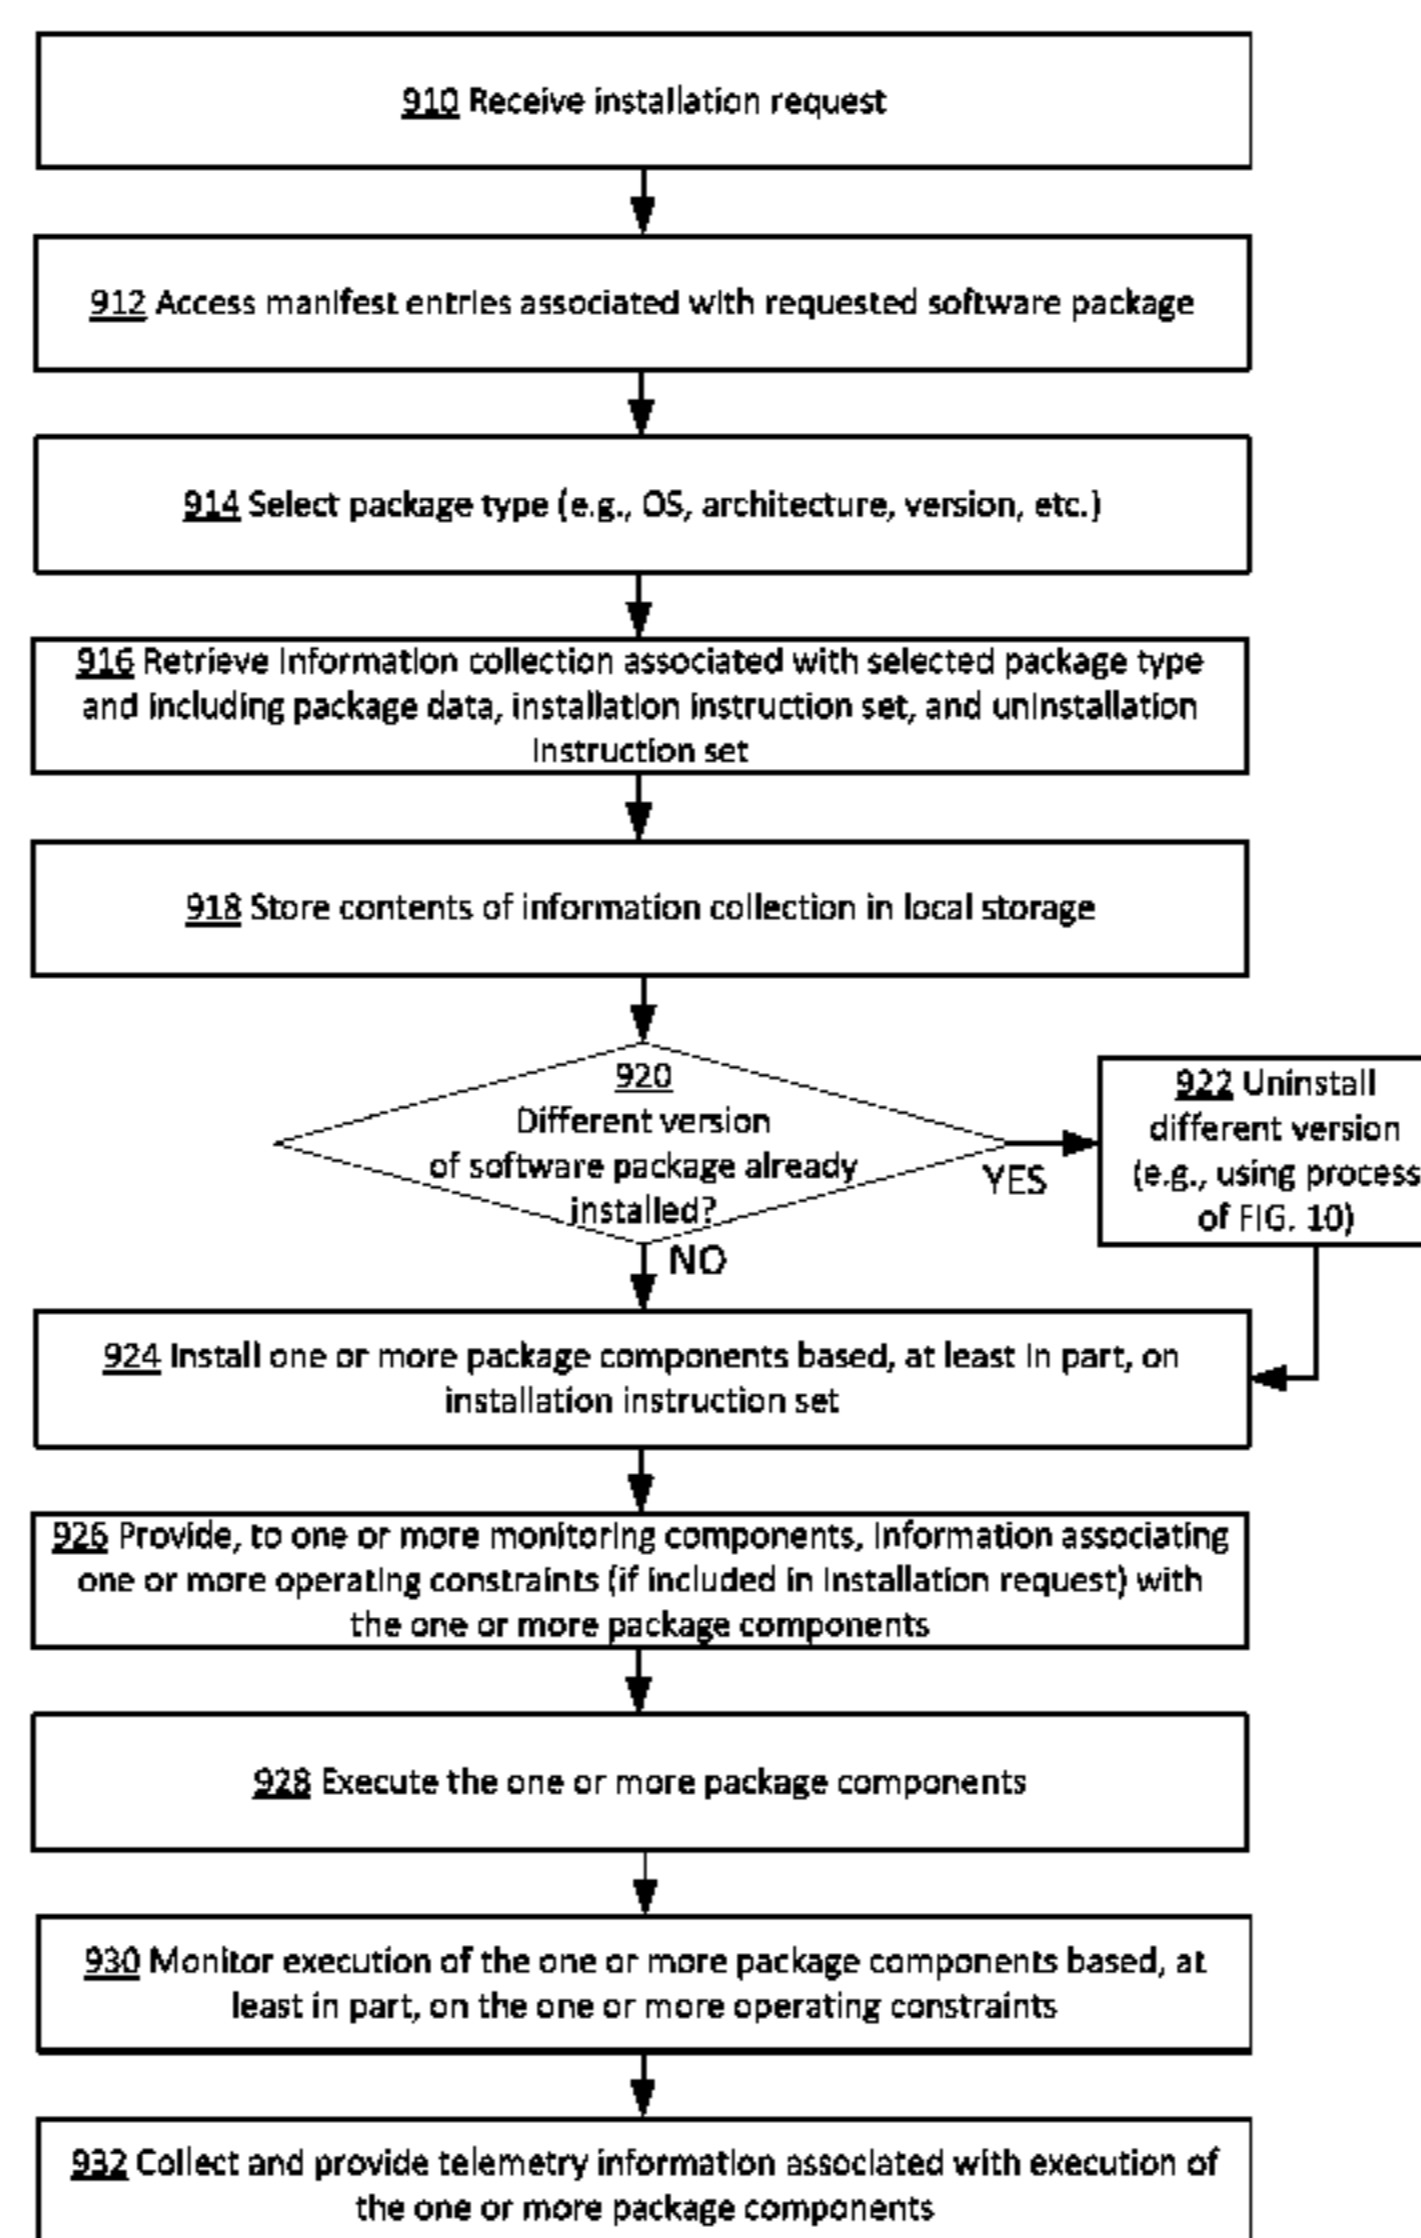 910 Receive installation request
912 Access manifest entries associated with requested software package
914 Select package type (e.g., OS, architecture, version, etc.)
916 Retrieve information collection associated with selected package type
and including package data, installation instruction set, and uninstallation
instruction set
918 Store contents of information collection in local storage
920
Different version
of software package already
installed?
YES
922 Uninstall
different version
(e.g., using process
of FIG. 10)
NO
924 Install one or more package components based, at least in part, on
installation instruction set
926 Provide, to one or more monitoring components, information associating
one or more operating constraints (if included in installation request) with
the one or more package components
928 Execute the one or more package components
930 Monitor execution of the one or more package components based, at
least in part, on the one or more operating constraints
932 Collect and provide telemetry information associated with execution of
the one or more package components